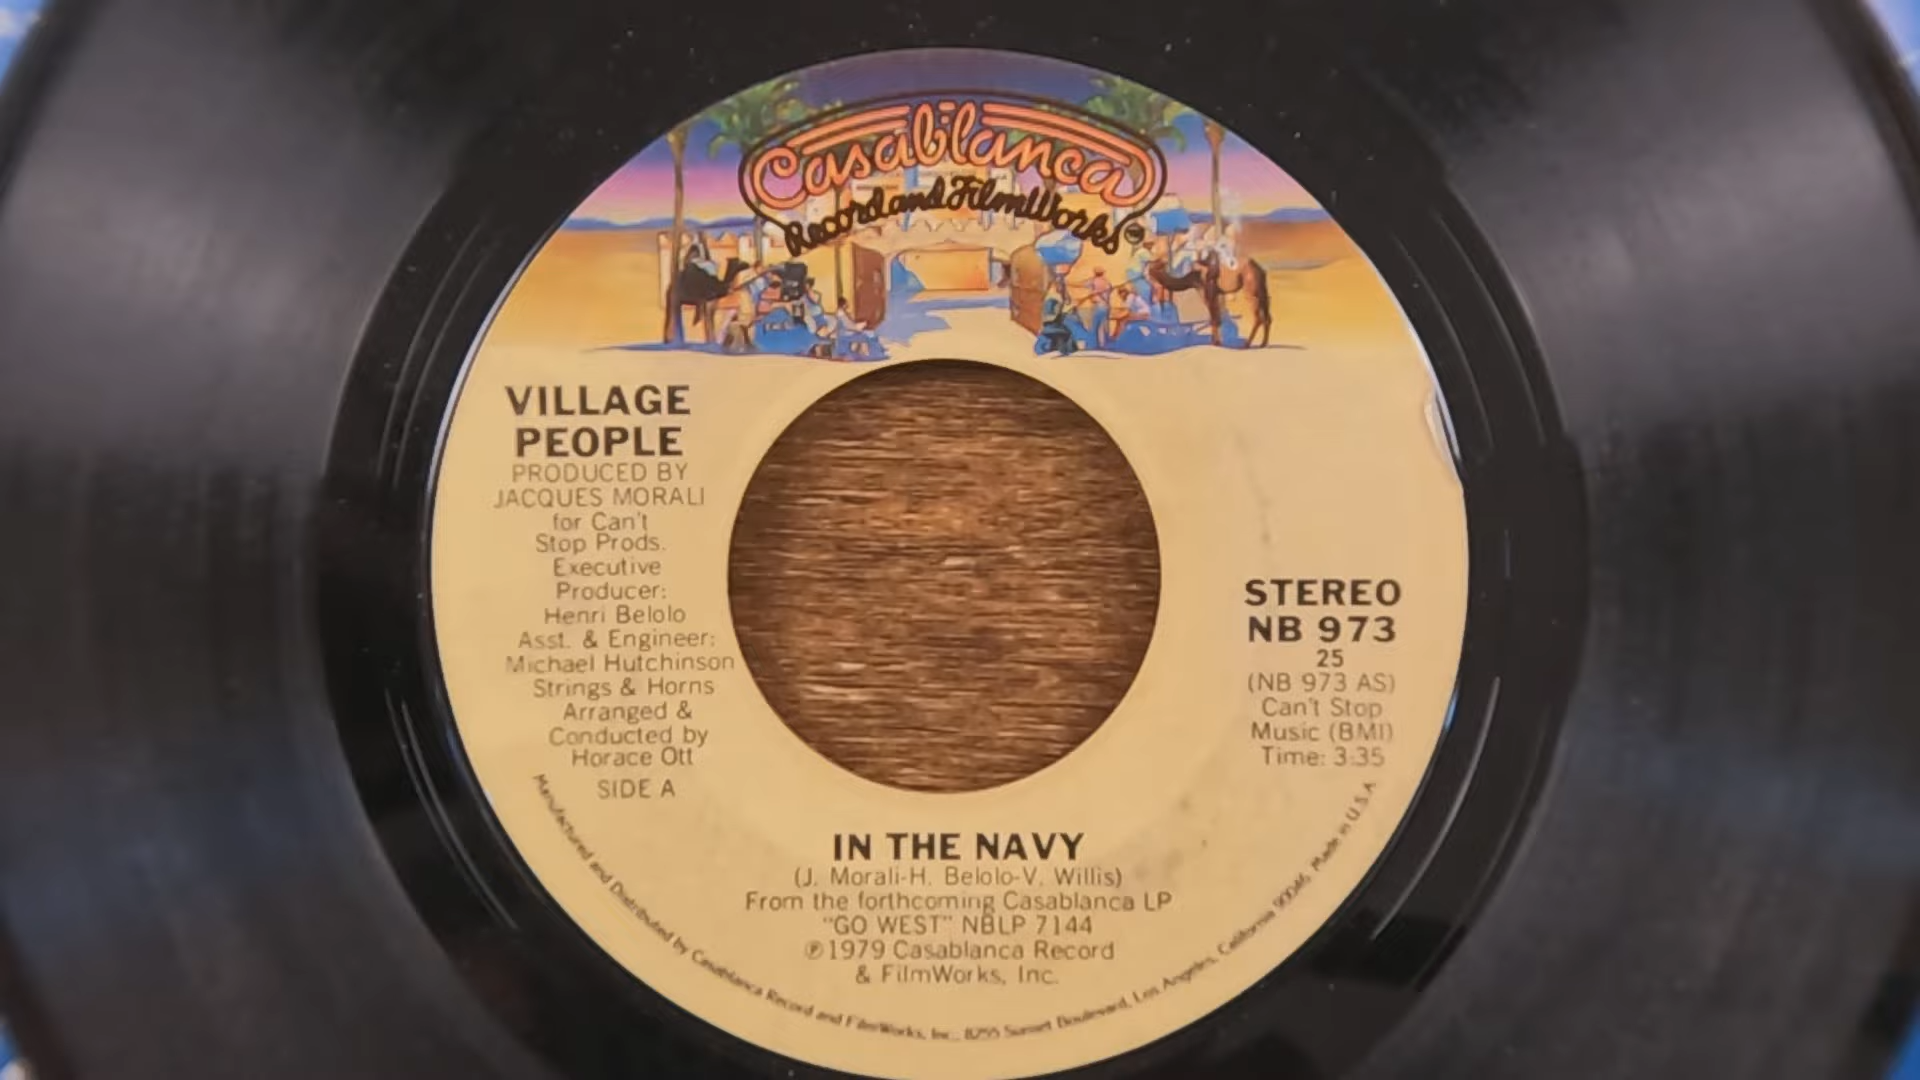 Casablanca
Record and FilmWorks
VILLAGE
PEOPLE
PRODUCED BY
JACQUES MORALI
for Can't
Stop Prods.
Executive
Producer:
Henri Belolo
Asst. & Engineer:
Michael Hutchinson
Strings & Horns
Arranged &
Conducted by
Horace Ott
SIDE A
STEREO
NB 973
25
(NB 973 AS)
Can't Stop
Music (BMI)
Time: 3:35
IN THE NAVY
(J. Morali-H. Belolo-V. Willis)
From the forthcoming Casablanca LP
"GO WEST" NBLP 7144
℗1979 Casablanca Record
& FilmWorks, Inc.
Manufactured and Distributed by Casablanca Record and FilmWorks, Inc., 8255 Sunset Boulevard, Los Angeles, California 90046 Made in U.S.A.